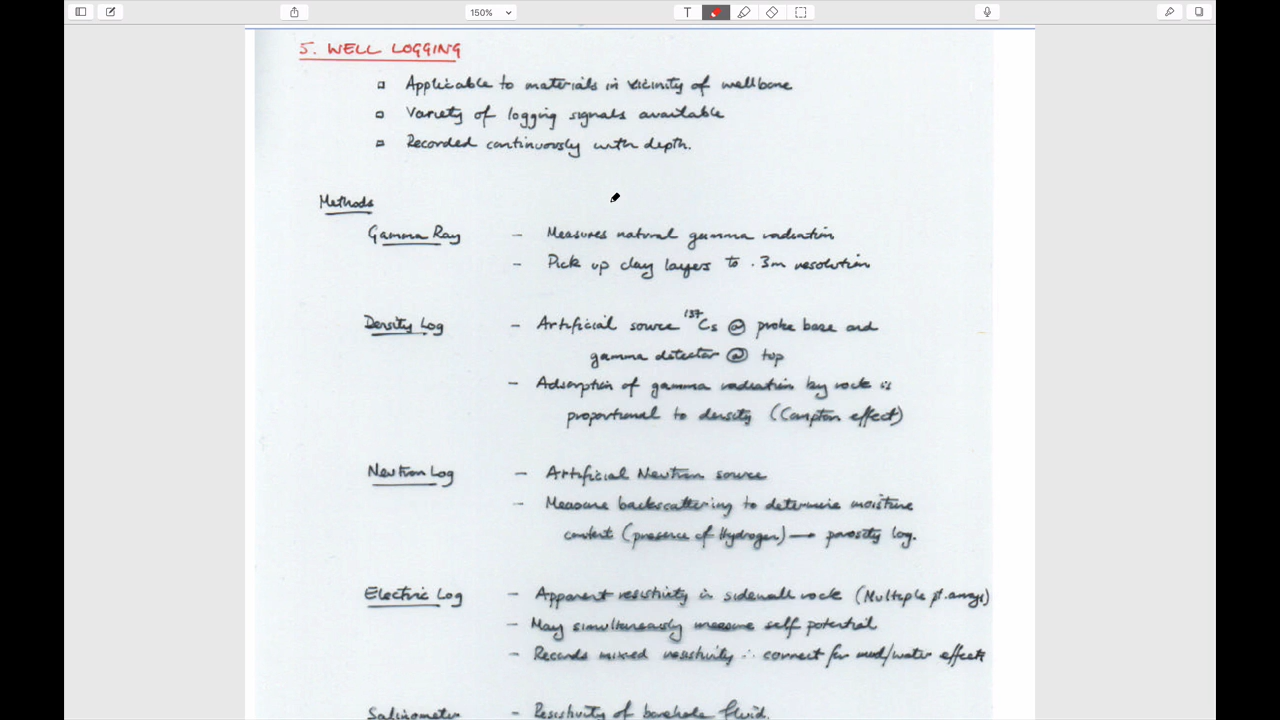 150%
T
5. WELL LOGGING
Applicable to materials in vicinity of wellbore
Variety of logging signals available
Recorded continuously with depth.
Methods
Gamma Ray - Measures natural gamma radiation
- Pick up clay layers to .3m resolution
Density Log - Artificial source 137Cs @ probe base and
gamma detector @ top
- Adsorption of gamma radiation by rock is
proportional to density (Compton effect)
Neutron Log - Artificial Neutron source
- Measure backscattering to determine moisture
content (presence of Hydrogen) → porosity log.
Electric Log - Apparent resistivity in sidewall rock (Multiple pt. arrays)
- May simultaneously measure self potential
- Records mixed resistivity ∴ correct for mud/water effects
Salinometer - Resistivity of borehole fluid.